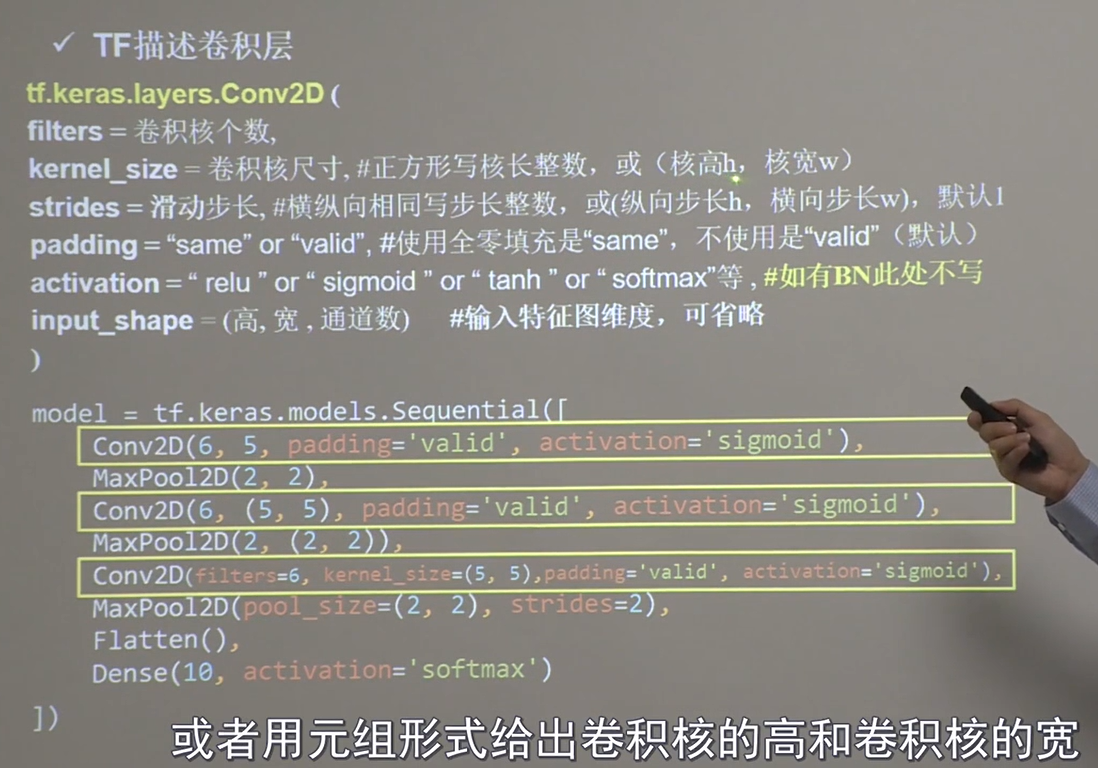 ✓ TF描述卷积层
tf.keras.layers.Conv2D (
filters = 卷积核个数,
kernel_size = 卷积核尺寸, #正方形写核长整数，或（核高h，核宽w）
strides = 滑动步长, #横纵向相同写步长整数，或(纵向步长h，横向步长w)，默认1
padding = “same” or “valid”, #使用全零填充是“same”，不使用是“valid”（默认）
activation = “ relu ” or “ sigmoid ” or “ tanh ” or “ softmax”等 , #如有BN此处不写
input_shape = (高, 宽 , 通道数) #输入特征图维度，可省略
)
model = tf.keras.models.Sequential([
Conv2D(6, 5, padding='valid', activation='sigmoid'),
MaxPool2D(2, 2),
Conv2D(6, (5, 5), padding='valid', activation='sigmoid'),
MaxPool2D(2, (2, 2)),
Conv2D(filters=6, kernel_size=(5, 5),padding='valid', activation='sigmoid'),
MaxPool2D(pool_size=(2, 2), strides=2),
Flatten(),
Dense(10, activation='softmax')
])
或者用元组形式给出卷积核的高和卷积核的宽